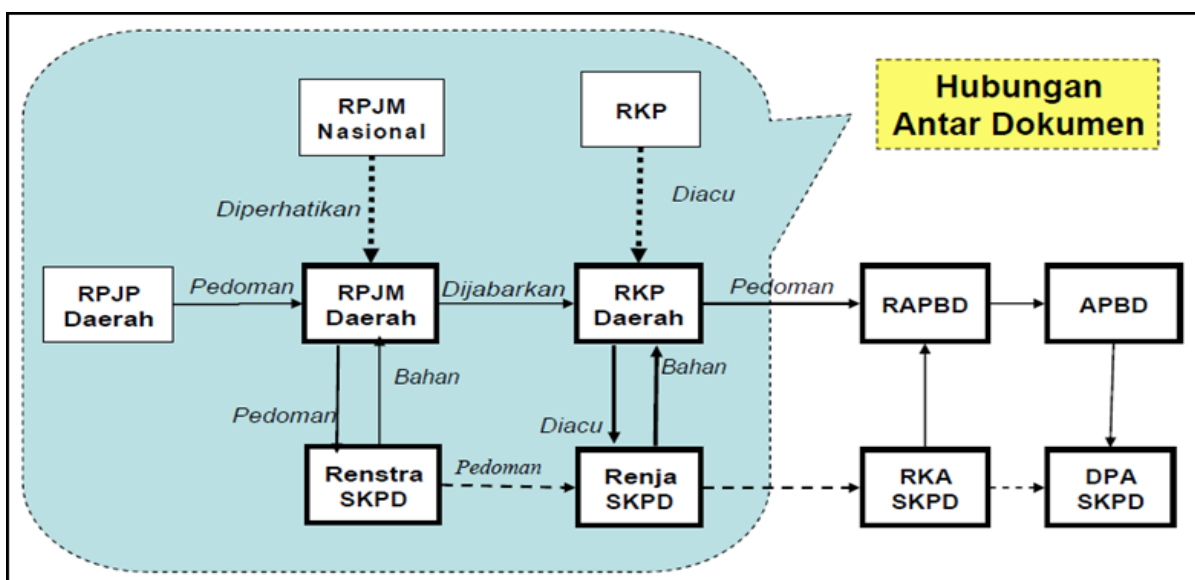 Hubungan
Antar Dokumen
RPJM
Nasional
RKP
Diperhatikan
Diacu
RPJP
Daerah
Pedoman
RPJM
Daerah
Dijabarkan
RKP
Daerah
Pedoman
RAPBD
APBD
Bahan
Pedoman
Bahan
Diacu
Renstra
SKPD
Pedoman
Renja
SKPD
RKA
SKPD
DPA
SKPD